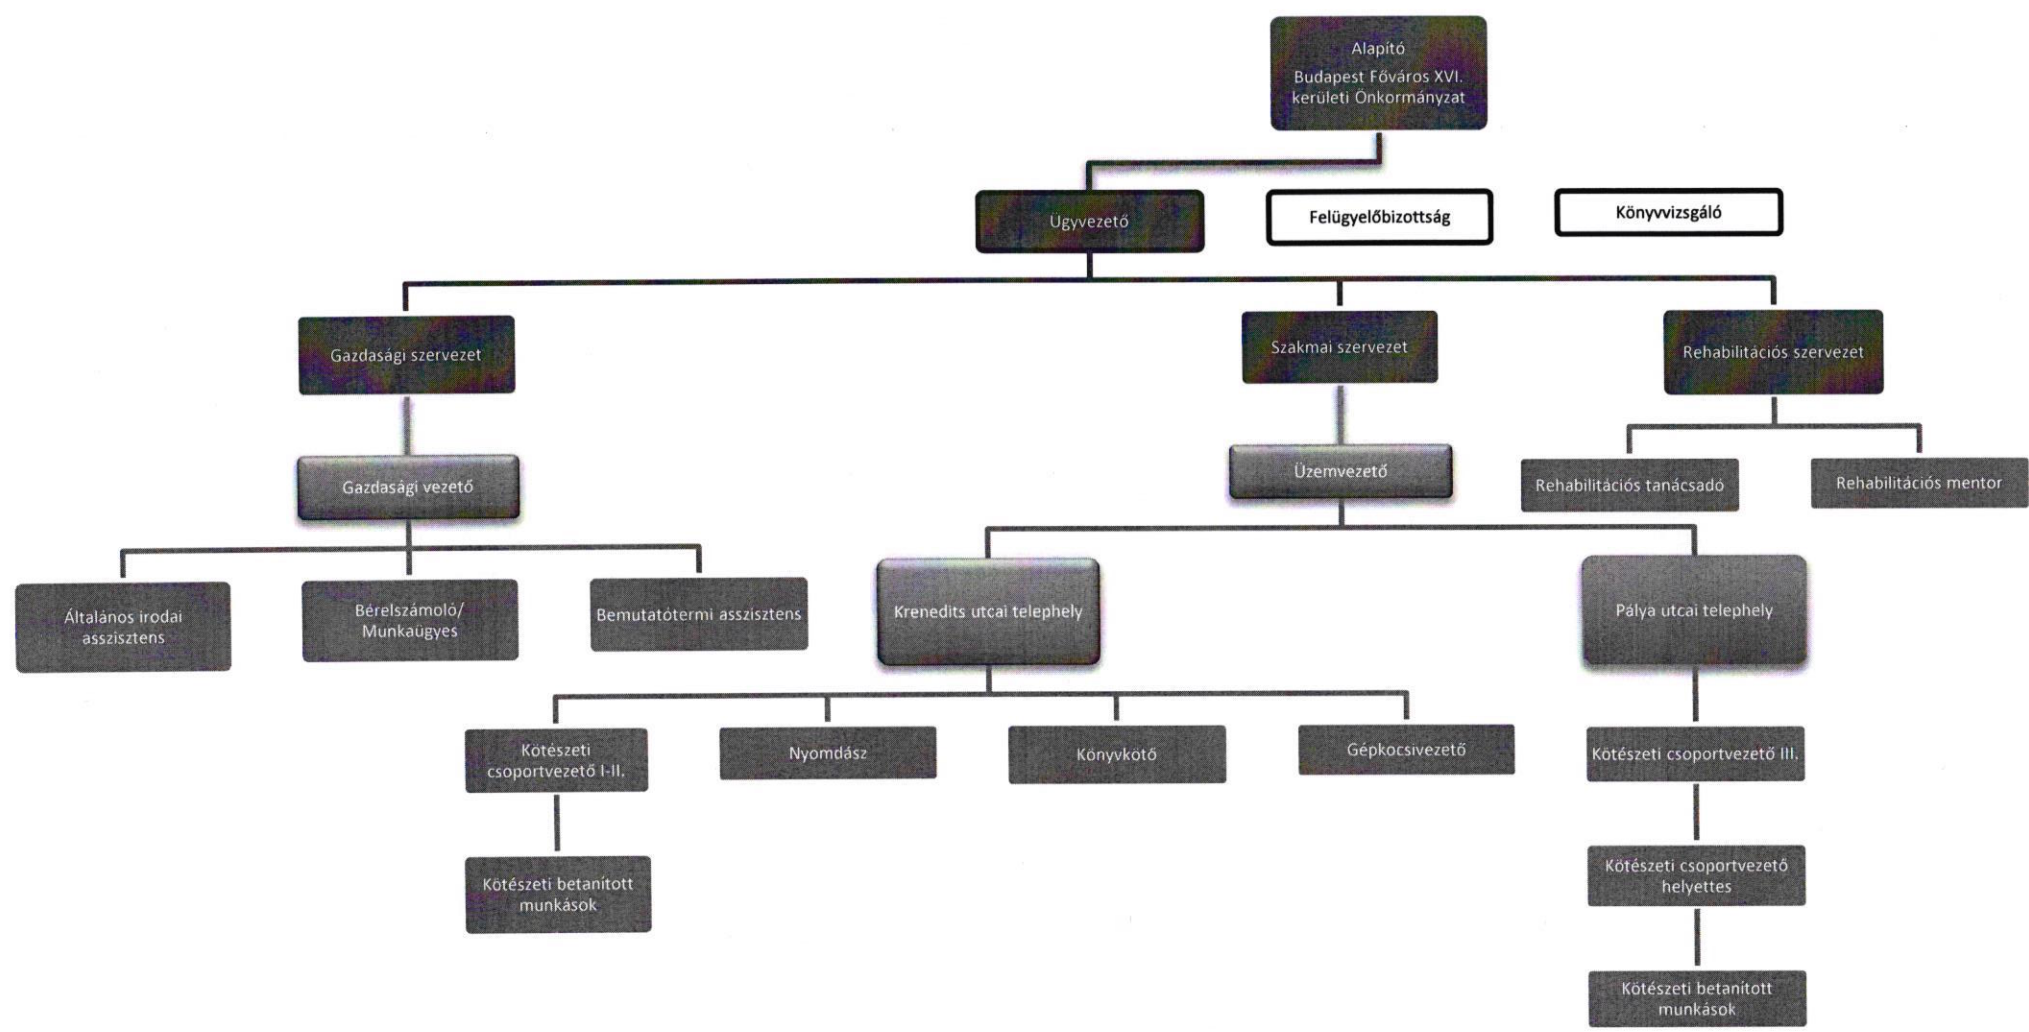 Alapító
Budapest Főváros XVI.
kerületi Önkormányzat
Ügyvezető
Felügyelőbizottság
Könyvvizsgáló
Gazdasági szervezet
Szakmai szervezet
Rehabilitációs szervezet
Gazdasági vezető
Üzemvezető
Rehabilitációs tanácsadó
Rehabilitációs mentor
Általános irodai
asszisztens
Bérelszámoló/
Munkaügyes
Bemutatótermi asszisztens
Krenedits utcai telephely
Pálya utcai telephely
Kötészeti
csoportvezető I-II.
Nyomdász
Könyvkötő
Gépkocsivezető
Kötészeti csoportvezető III.
Kötészeti betanított
munkások
Kötészeti csoportvezető
helyettes
Kötészeti betanított
munkások